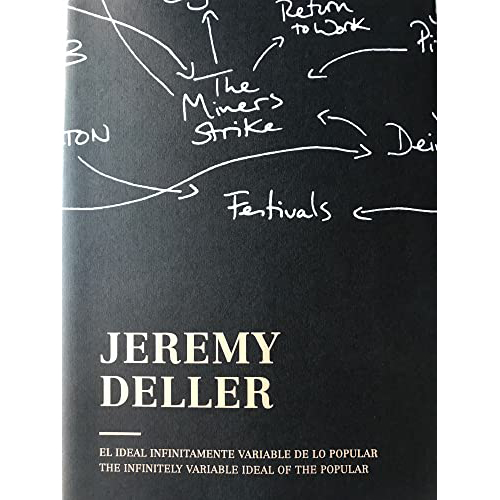 Return
to Work
The
Miners
Strike
Festivals
JEREMY
DELLER
EL IDEAL INFINITAMENTE VARIABLE DE LO POPULAR
THE INFINITELY VARIABLE IDEAL OF THE POPULAR